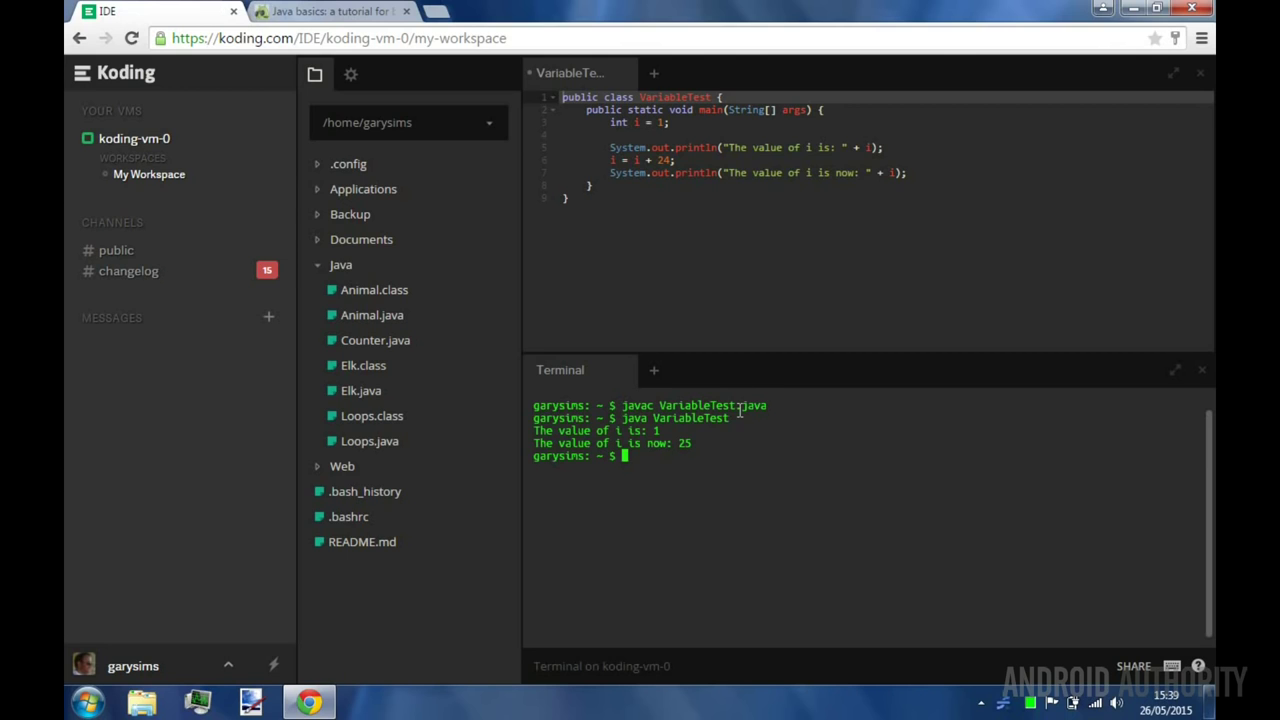 IDE
Java basics: a tutorial for
https://koding.com/IDE/koding-vm-0/my-workspace
Koding
YOUR VMS
koding-vm-0
WORKSPACES
My Workspace
CHANNELS
# public
# changelog
15
MESSAGES
garysims
/home/garysims
.config
Applications
Backup
Documents
Java
Animal.class
Animal.java
Counter.java
Elk.class
Elk.java
Loops.class
Loops.java
Web
.bash_history
.bashrc
README.md
VariableTe...
1 public class VariableTest {
2 public static void main(String[] args) {
3 int i = 1;
4
5 System.out.println("The value of i is: " + i);
6 i = i + 24;
7 System.out.println("The value of i is now: " + i);
8 }
9 }
Terminal
garysims: ~ $ javac VariableTest.java
garysims: ~ $ java VariableTest
The value of i is: 1
The value of i is now: 25
garysims: ~ $
Terminal on koding-vm-0
SHARE
ANDROID AUTHORITY
15:39
26/05/2015